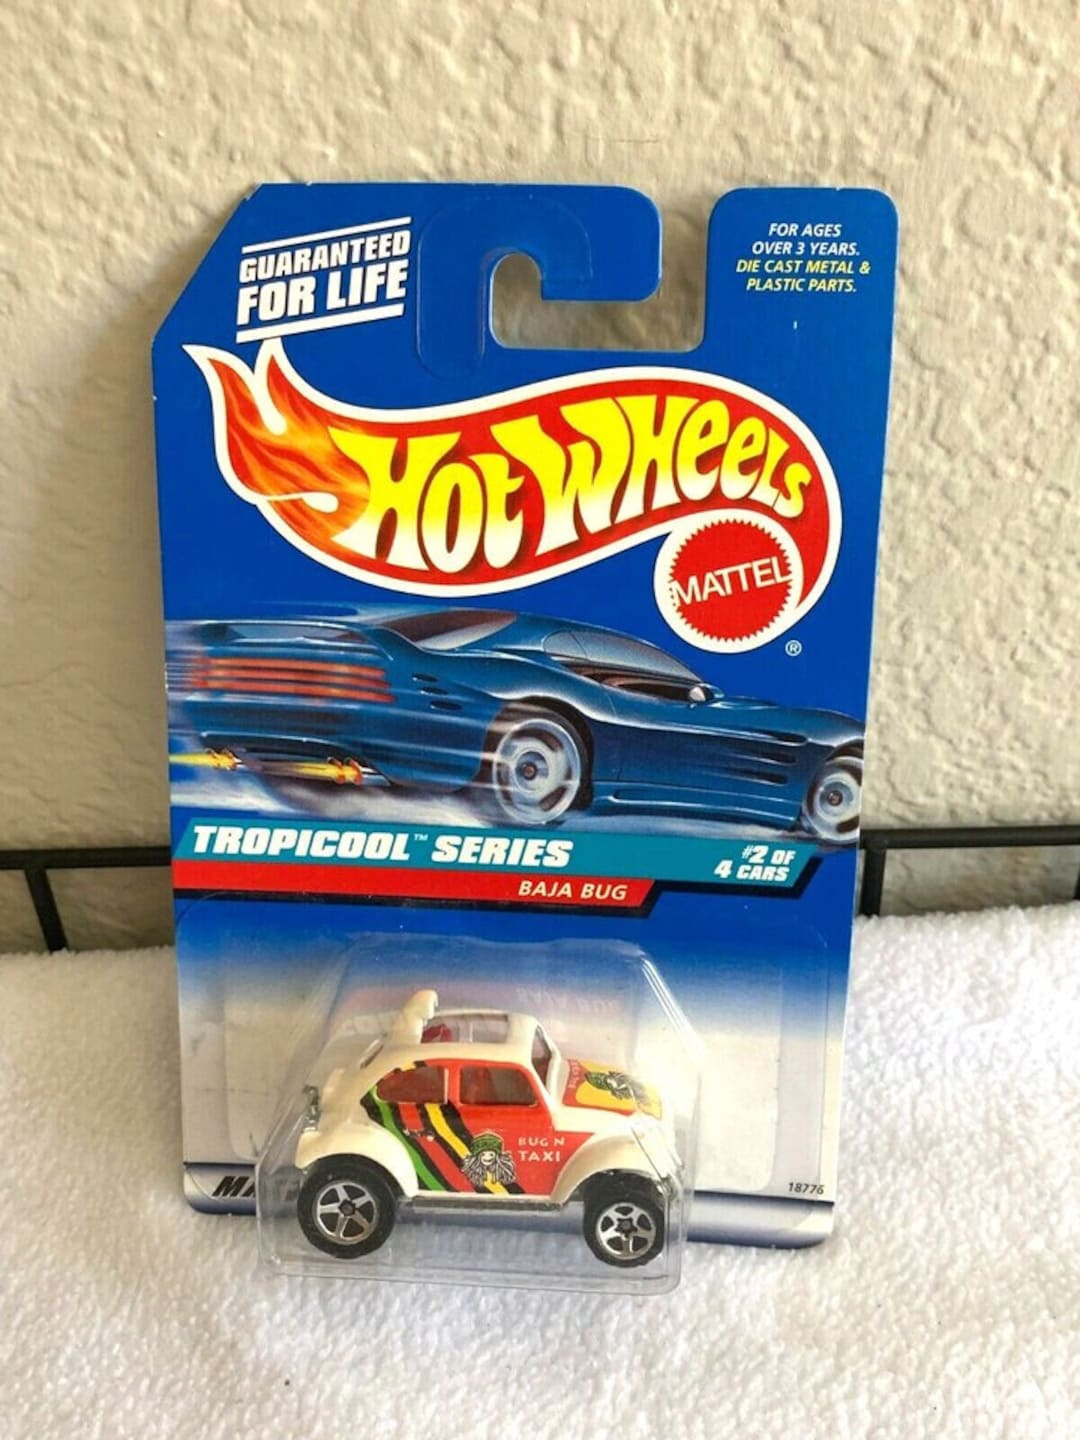 GUARANTEED
FOR LIFE
FOR AGES
OVER 3 YEARS.
DIE CAST METAL &
PLASTIC PARTS.
HOT WHEELS
MATTEL
®
TROPICOOL™ SERIES
#2 OF
4 CARS
BAJA BUG
BUG N
TAXI
18776